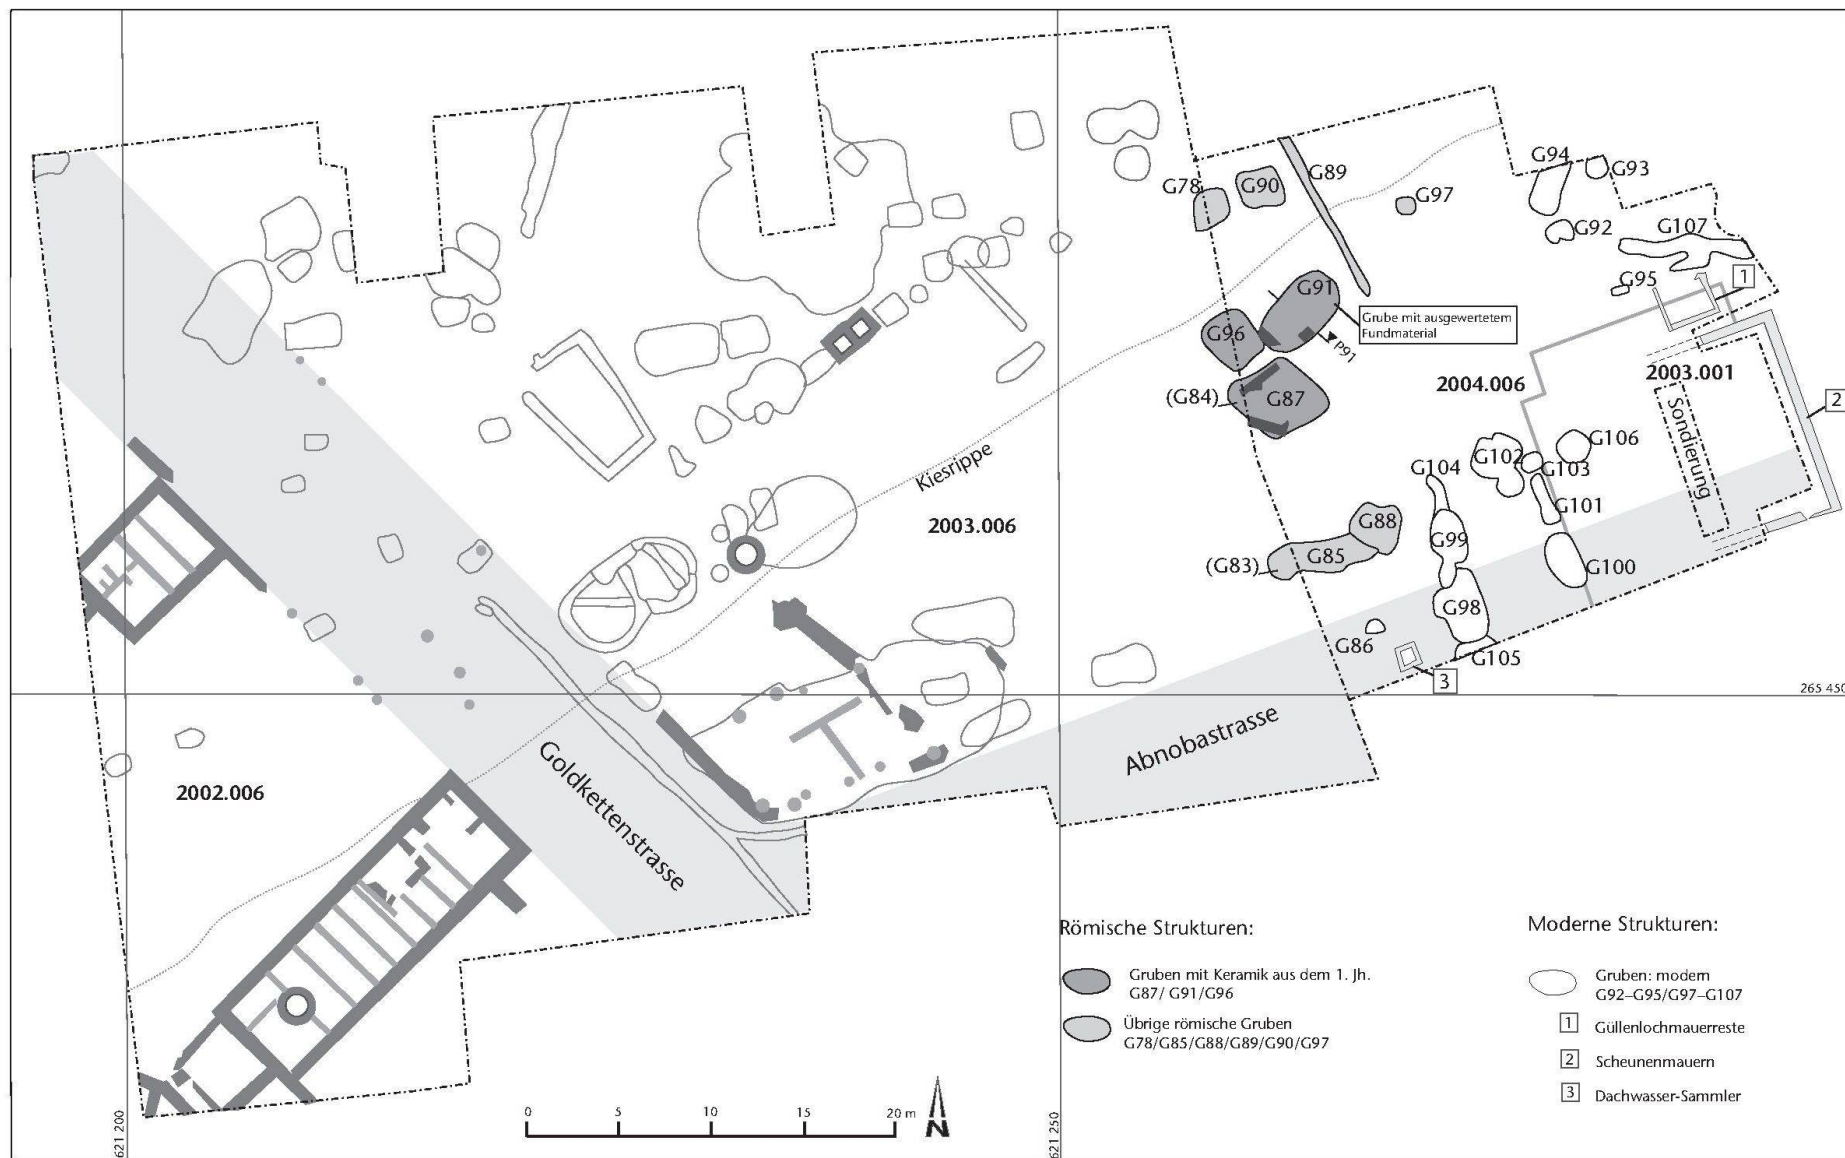 G94
G93
G78
G90
G89
G97
G92
G107
G95
1
G91
Grube mit ausgewertetem
Fundmaterial
G96
P91
2004.006
2003.001
(G84)
G87
2
Sondierung
G106
G102
G103
G104
G101
Kiesrippe
2003.006
G88
G99
(G83)
G85
G100
G98
G86
G105
3
265 450
Abnobastrasse
Goldkettenstrasse
2002.006
Römische Strukturen:
Gruben mit Keramik aus dem 1. Jh.
G87/ G91/G96
Übrige römische Gruben
G78/G85/G88/G89/G90/G97
Moderne Strukturen:
Gruben: modern
G92–G95/G97–G107
1 Güllenlochmauerreste
2 Scheunenmauern
3 Dachwasser-Sammler
0 5 10 15 20 m
N
621 200
621 250